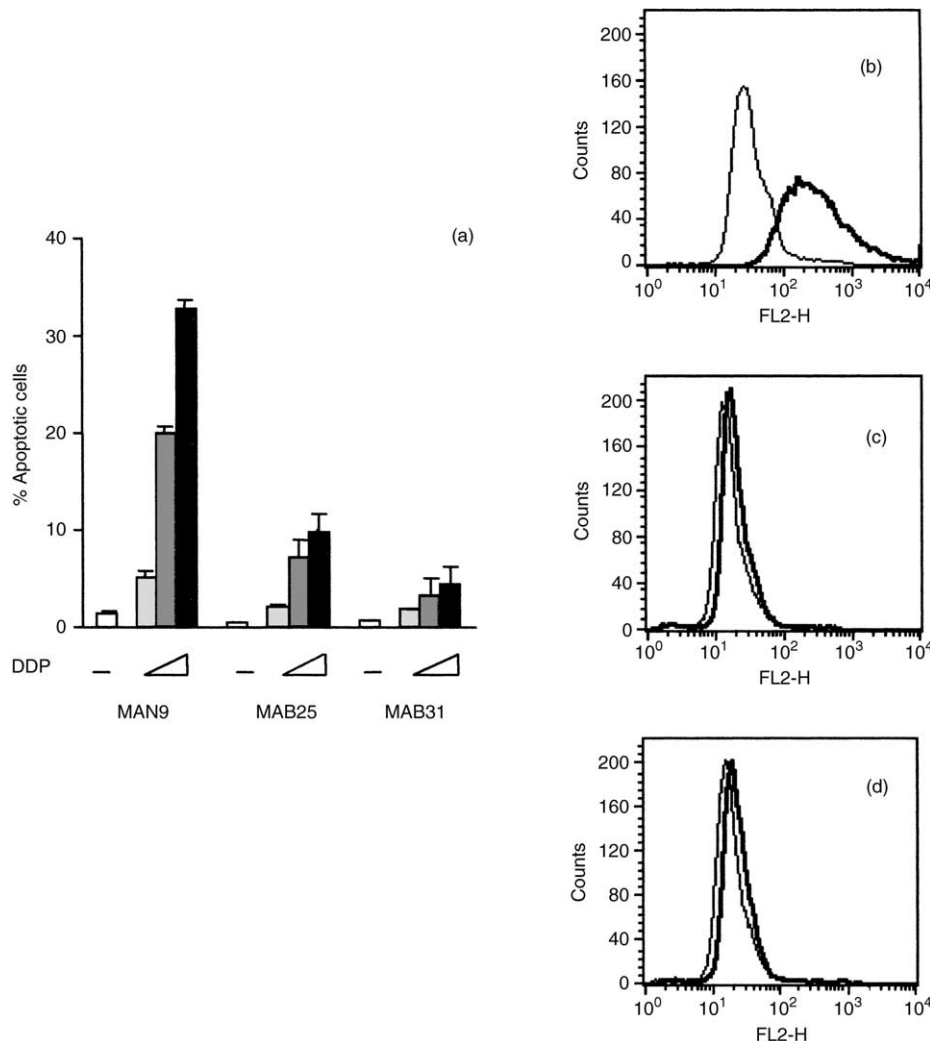 (a)
% Apoptotic cells
40
30
20
10
0
DDP
–
–
–
MAN9 MAB25 MAB31
(b)
Counts
200
160
120
80
40
0
10⁰ 10¹ 10² 10³ 10⁴
FL2-H
(c)
Counts
200
160
120
80
40
0
10⁰ 10¹ 10² 10³ 10⁴
FL2-H
(d)
Counts
200
160
120
80
40
0
10⁰ 10¹ 10² 10³ 10⁴
FL2-H